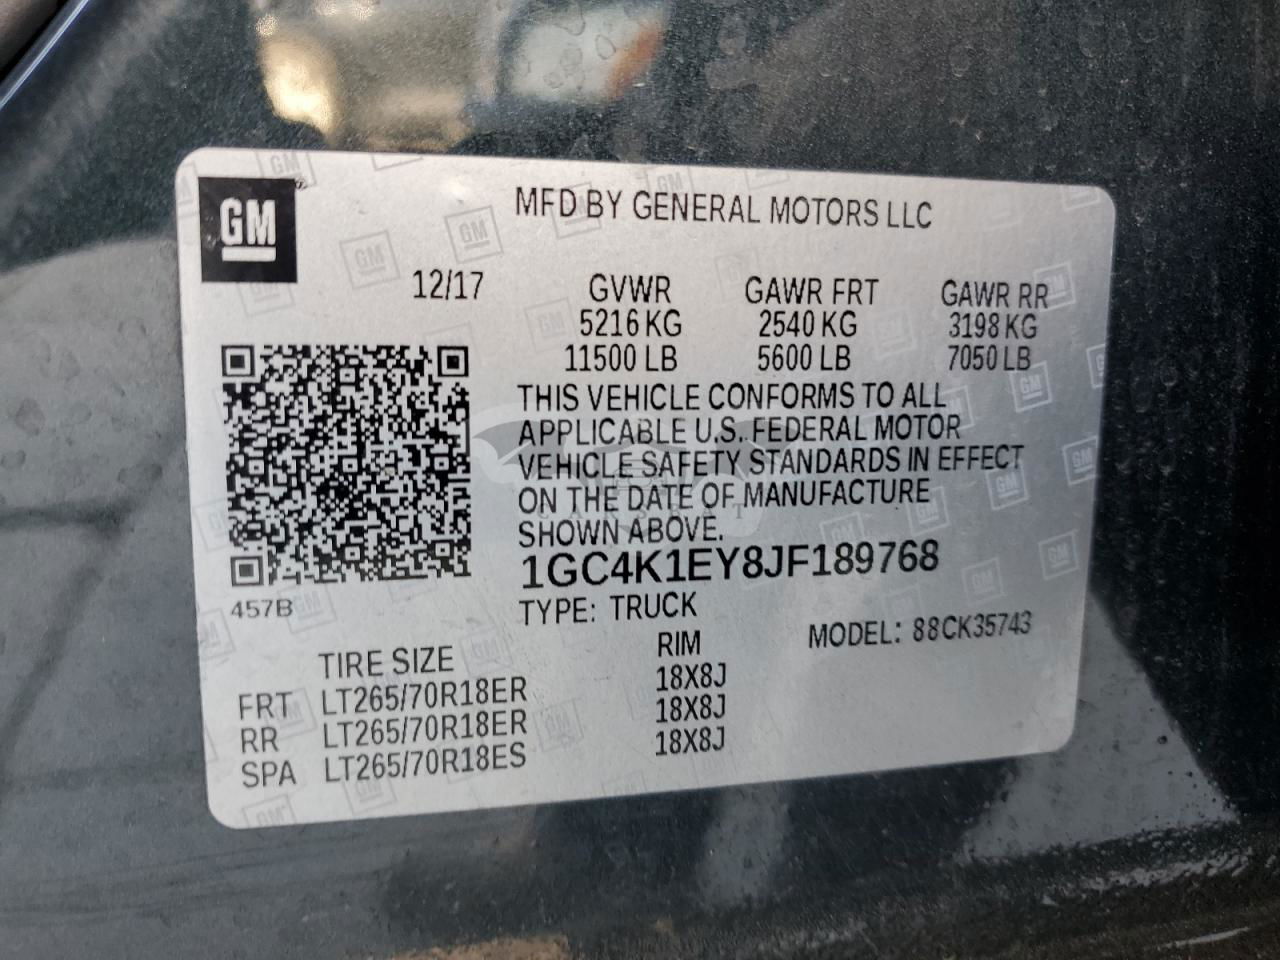 GM
MFD BY GENERAL MOTORS LLC
12/17 GVWR GAWR FRT GAWR RR
5216 KG 2540 KG 3198 KG
11500 LB 5600 LB 7050 LB
THIS VEHICLE CONFORMS TO ALL
APPLICABLE U.S. FEDERAL MOTOR
VEHICLE SAFETY STANDARDS IN EFFECT
ON THE DATE OF MANUFACTURE
SHOWN ABOVE.
1GC4K1EY8JF189768
457B
TYPE: TRUCK MODEL: 88CK35743
TIRE SIZE RIM
FRT LT265/70R18ER 18X8J
RR LT265/70R18ER 18X8J
SPA LT265/70R18ES 18X8J